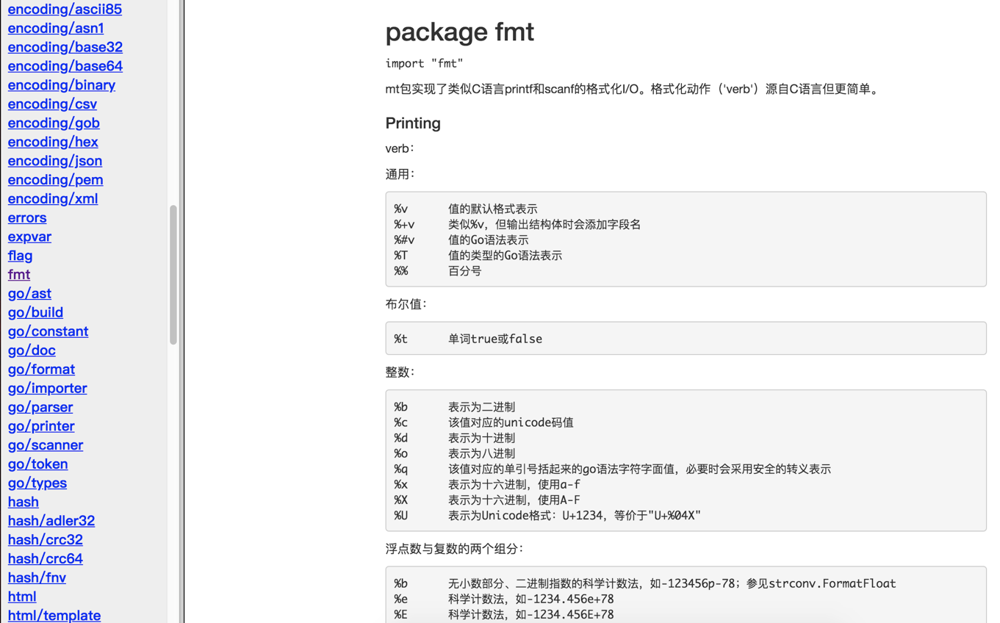 encoding/ascii85
encoding/asn1
encoding/base32
encoding/base64
encoding/binary
encoding/csv
encoding/gob
encoding/hex
encoding/json
encoding/pem
encoding/xml
errors
expvar
flag
fmt
go/ast
go/build
go/constant
go/doc
go/format
go/importer
go/parser
go/printer
go/scanner
go/token
go/types
hash
hash/adler32
hash/crc32
hash/crc64
hash/fnv
html
html/template
package fmt
import "fmt"
mt包实现了类似C语言printf和scanf的格式化I/O。格式化动作（'verb'）源自C语言但更简单。
Printing
verb：
通用：
%v 值的默认格式表示
%+v 类似%v，但输出结构体时会添加字段名
%#v 值的Go语法表示
%T 值的类型的Go语法表示
%% 百分号
布尔值：
%t 单词true或false
整数：
%b 表示为二进制
%c 该值对应的unicode码值
%d 表示为十进制
%o 表示为八进制
%q 该值对应的单引号括起来的go语法字符字面值，必要时会采用安全的转义表示
%x 表示为十六进制，使用a-f
%X 表示为十六进制，使用A-F
%U 表示为Unicode格式：U+1234，等价于"U+%04X"
浮点数与复数的两个组分：
%b 无小数部分、二进制指数的科学计数法，如-123456p-78；参见strconv.FormatFloat
%e 科学计数法，如-1234.456e+78
%E 科学计数法，如-1234.456E+78